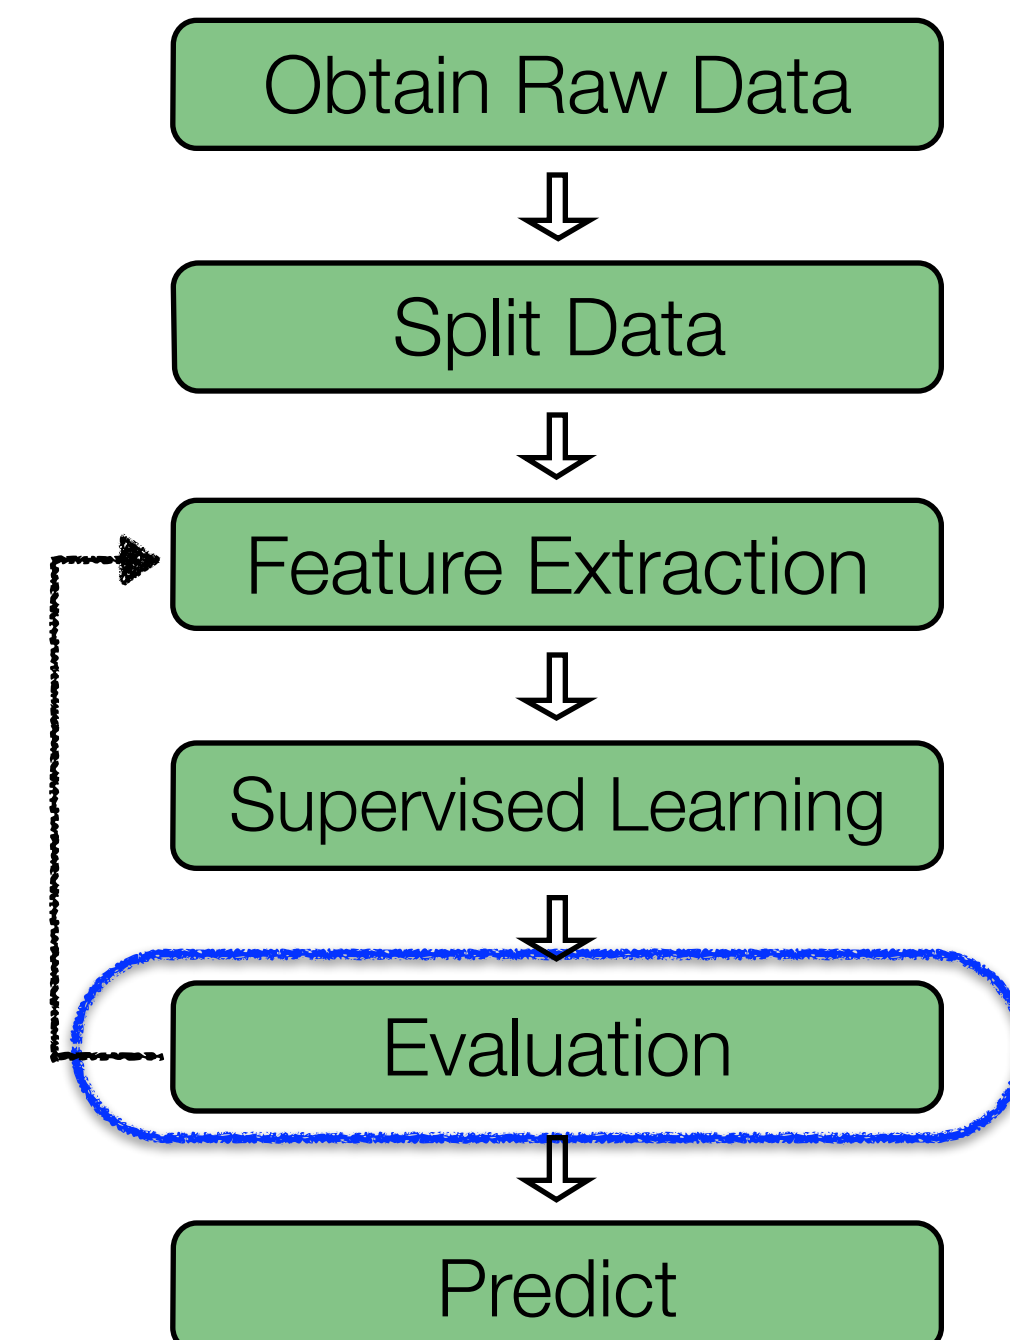 Obtain Raw Data
Split Data
Feature Extraction
Supervised Learning
Evaluation
Predict